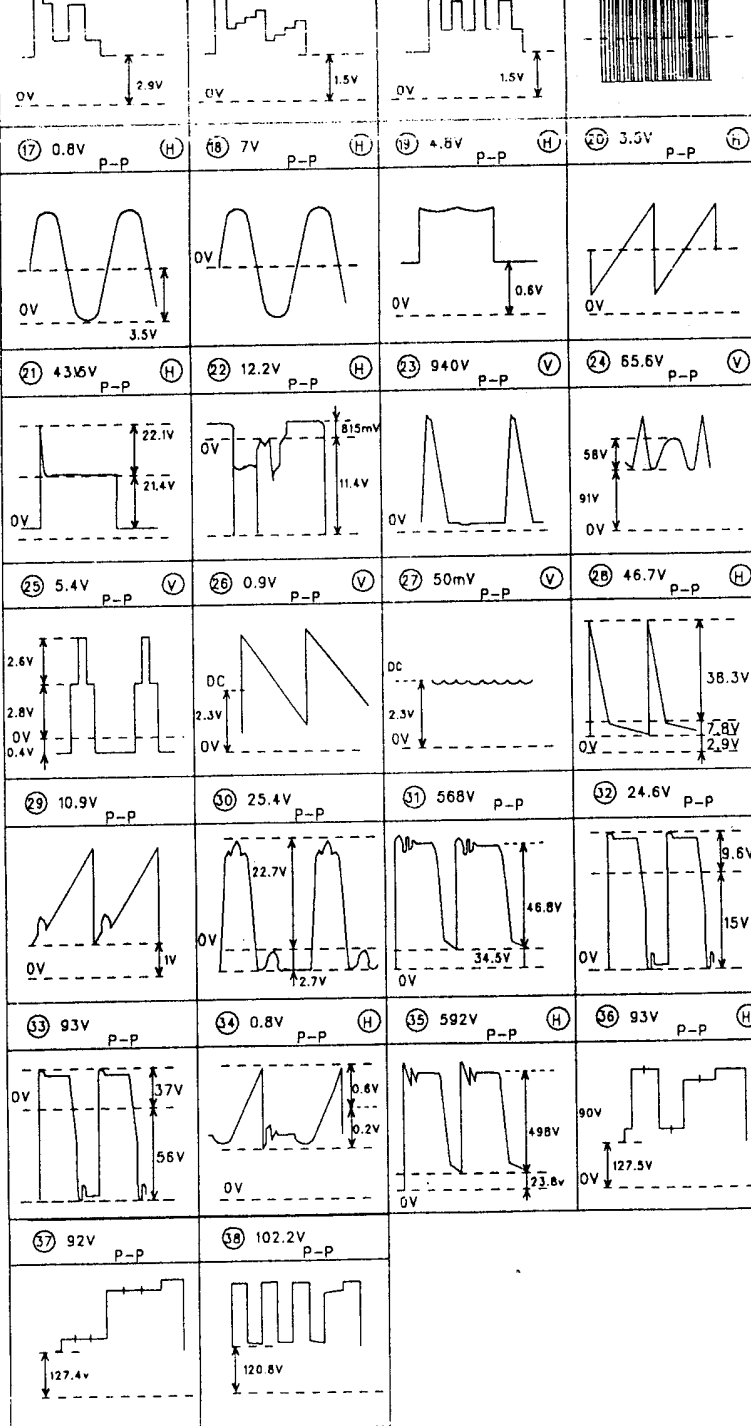 2.9V
0V
1.5V
0V
1.5V
0V
17 0.8V P-P H
18 7V P-P H
19 4.8V P-P H
20 P-P H
0V
0V
3.5V
0V
0.6V
0V
0V
0V
21 P-P H
22 12.2V P-P H
23 940V P-P V
24 65.6V P-P V
22.1V
21.4V
0V
815mV
0V
11.4V
0V
58V
91V
0V
25 5.4V P-P V
26 0.9V P-P V
27 50mV P-P V
28 46.7V P-P H
2.6V
2.8V
0V
0.4V
DC
2.3V
0V
DC
2.3V
0V
38.3V
7.8V
2.9V
0V
29 10.9V P-P
30 25.4V P-P
31 568V P-P
32 24.6V P-P
1V
0V
22.7V
0V
2.7V
46.8V
34.5V
0V
9.6V
15V
33 93V P-P
34 0.8V P-P H
35 592V P-P H
36 93V P-P H
0V
37V
56V
0.6V
0.2V
0V
498V
23.8v
0V
90V
0V
127.5V
37 92V P-P
38 102.2V P-P
127.4v
120.8V